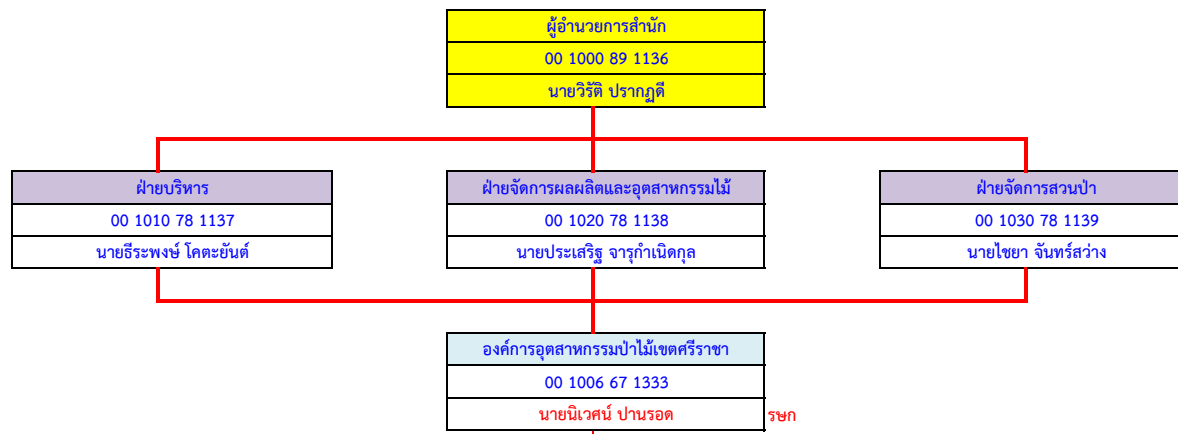 ผู้อำนวยการสำนัก
00 1000 89 1136
นายวิรัติ ปรากฏดี
ฝ่ายบริหาร
00 1010 78 1137
นายธีระพงษ์ โคตะยันต์
ฝ่ายจัดการผลผลิตและอุตสาหกรรมไม้
00 1020 78 1138
นายประเสริฐ จารุกำเนิดกุล
ฝ่ายจัดการสวนป่า
00 1030 78 1139
นายไชยา จันทร์สว่าง
องค์การอุตสาหกรรมป่าไม้เขตศรีราชา
00 1006 67 1333
นายนิเวศน์ ปานรอด รษก